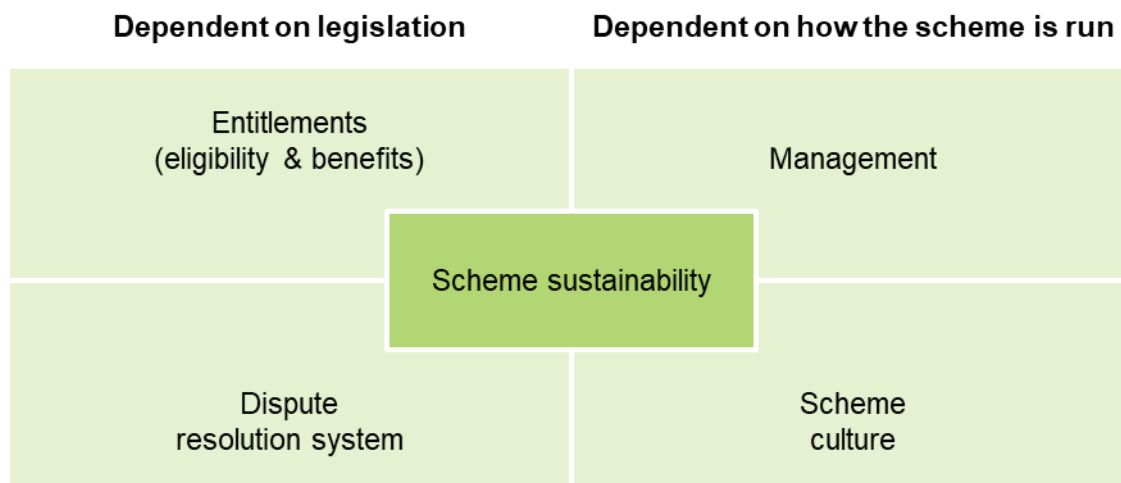 Dependent on legislation
Dependent on how the scheme is run
Entitlements
(eligibility & benefits)
Management
Scheme sustainability
Dispute
resolution system
Scheme
culture